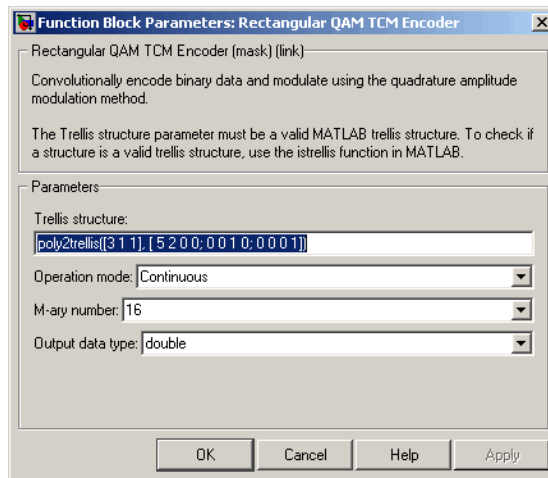 Function Block Parameters: Rectangular QAM TCM Encoder
Rectangular QAM TCM Encoder (mask) (link)
Convolutionally encode binary data and modulate using the quadrature amplitude
modulation method.
The Trellis structure parameter must be a valid MATLAB trellis structure. To check if
a structure is a valid trellis structure, use the istrellis function in MATLAB.
Parameters
Trellis structure:
poly2trellis([3 1 1], [ 5 2 0 0; 0 0 1 0; 0 0 0 1])
Operation mode: Continuous
M-ary number: 16
Output data type: double
OK Cancel Help Apply